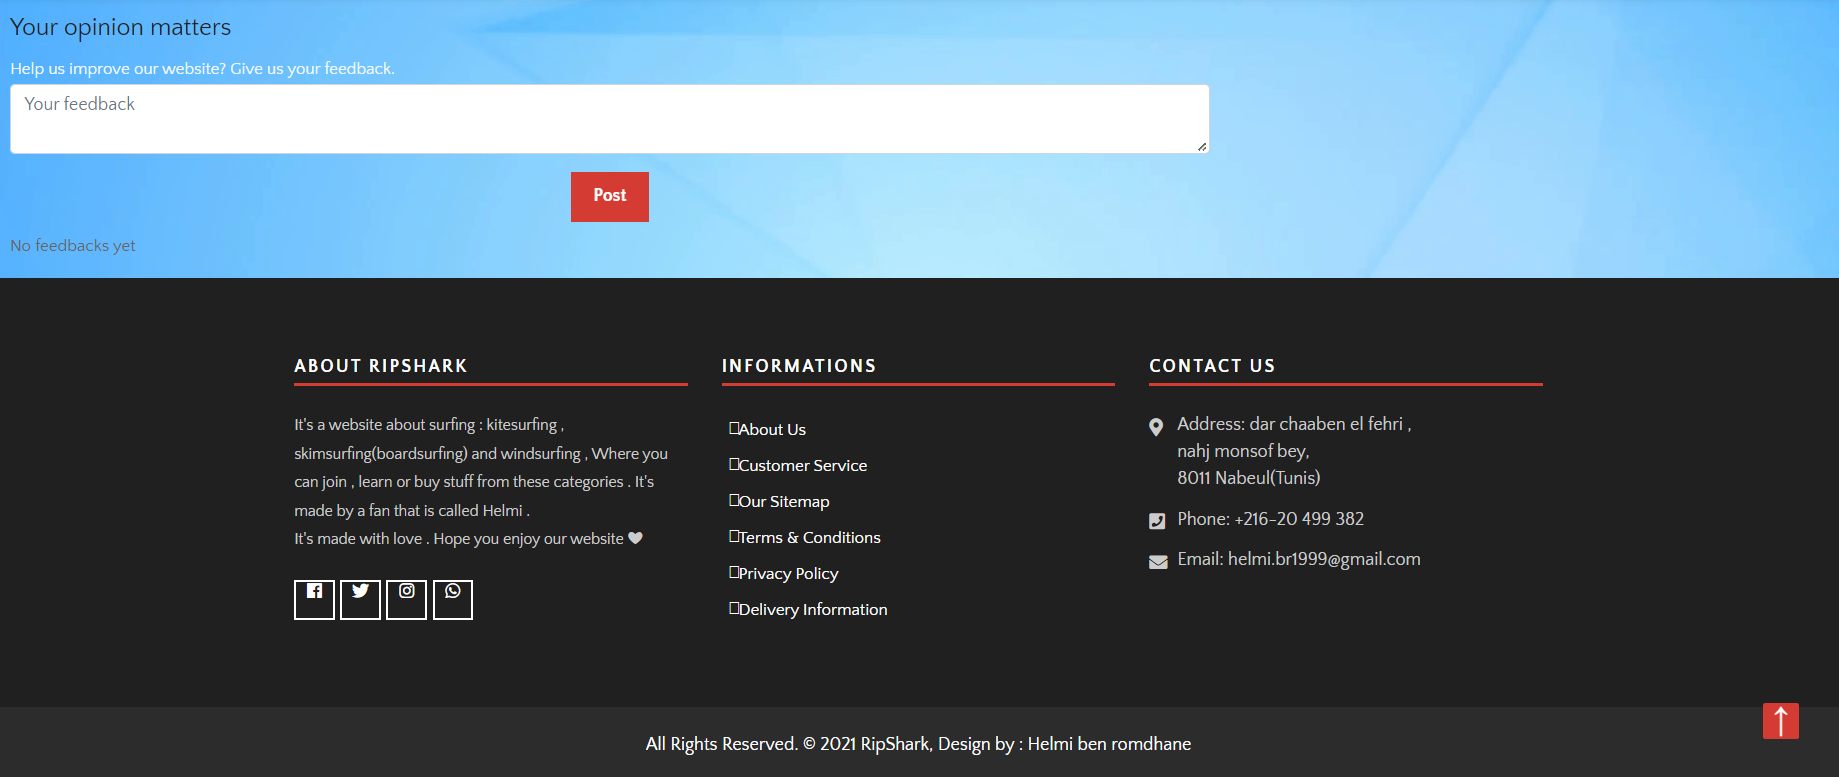 Your opinion matters
Help us improve our website? Give us your feedback.
Your feedback
Post
No feedbacks yet
ABOUT RIPSHARK
It's a website about surfing : kitesurfing ,
skimsurfing(boardsurfing) and windsurfing , Where you
can join , learn or buy stuff from these categories . It's
made by a fan that is called Helmi .
It's made with love . Hope you enjoy our website
INFORMATIONS
About Us
Customer Service
Our Sitemap
Terms & Conditions
Privacy Policy
Delivery Information
CONTACT US
Address: dar chaaben el fehri ,
nahj monsof bey,
8011 Nabeul(Tunis)
Phone: +216-20 499 382
Email: helmi.br1999@gmail.com
All Rights Reserved. © 2021 RipShark, Design by : Helmi ben romdhane